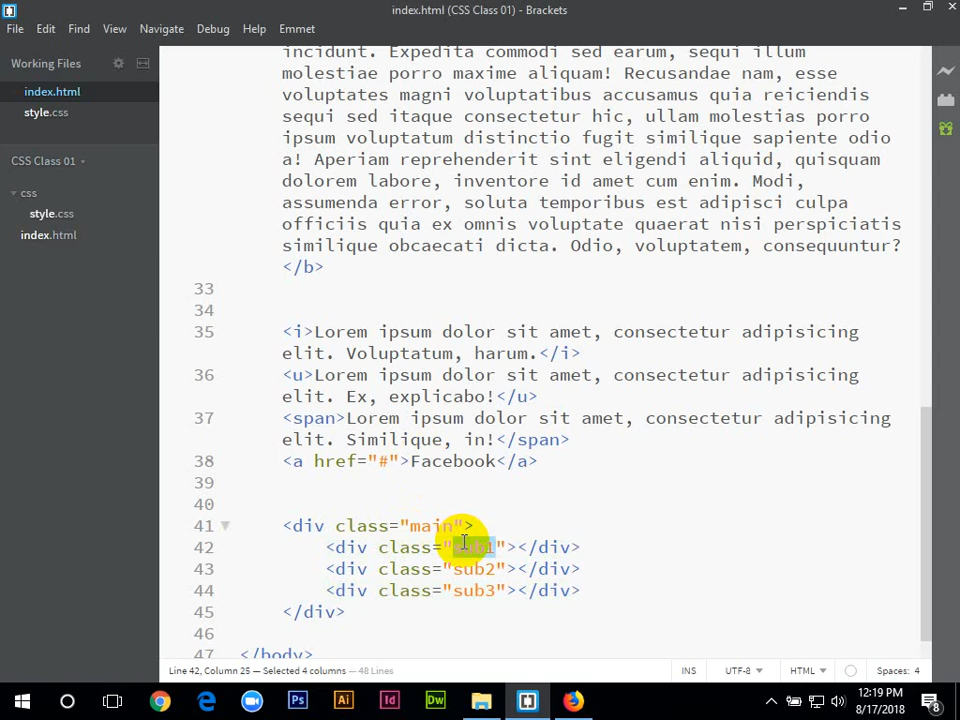 index.html (CSS Class 01) - Brackets
File Edit Find View Navigate Debug Help Emmet
Working Files
index.html
style.css
CSS Class 01
css
style.css
index.html
incidunt. Expedita commodi sed earum, sequi illum
molestiae porro maxime aliquam! Recusandae nam, esse
voluptates magni voluptatibus accusamus quia reiciendis
sequi sed itaque consectetur hic, ullam molestias porro
ipsum voluptatum distinctio fugit similique sapiente odio
a! Aperiam reprehenderit sint eligendi aliquid, quisquam
dolorem labore, inventore id amet cum enim. Modi,
assumenda error, soluta temporibus est adipisci culpa
officiis quia ex omnis voluptate quaerat nisi perspiciatis
similique obcaecati dicta. Odio, voluptatem, consequuntur?
</b>
33
34
35 <i>Lorem ipsum dolor sit amet, consectetur adipisicing
elit. Voluptatum, harum.</i>
36 <u>Lorem ipsum dolor sit amet, consectetur adipisicing
elit. Ex, explicabo!</u>
37 <span>Lorem ipsum dolor sit amet, consectetur adipisicing
elit. Similique, in!</span>
38 <a href="#">Facebook</a>
39
40
41 <div class="main">
42 <div class="sub1"></div>
43 <div class="sub2"></div>
44 <div class="sub3"></div>
45 </div>
46
47 </body>
Line 42, Column 25 — Selected 4 columns — 48 Lines
INS UTF-8 HTML Spaces: 4
Ps Ai Id Dw
12:19 PM
8/17/2018
8